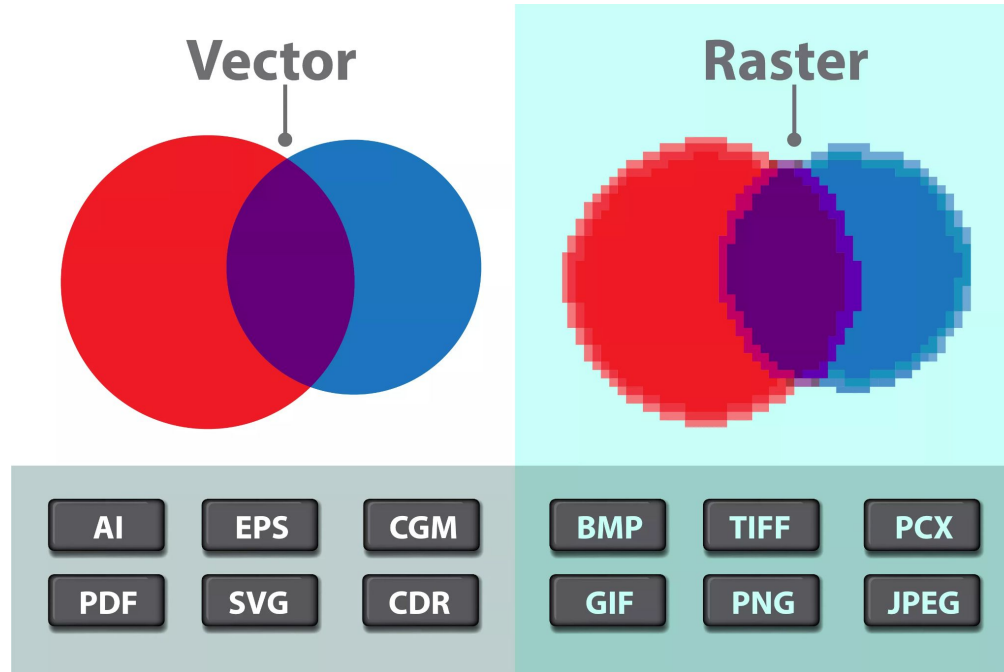 Vector
Raster
AI EPS CGM
PDF SVG CDR
BMP TIFF PCX
GIF PNG JPEG